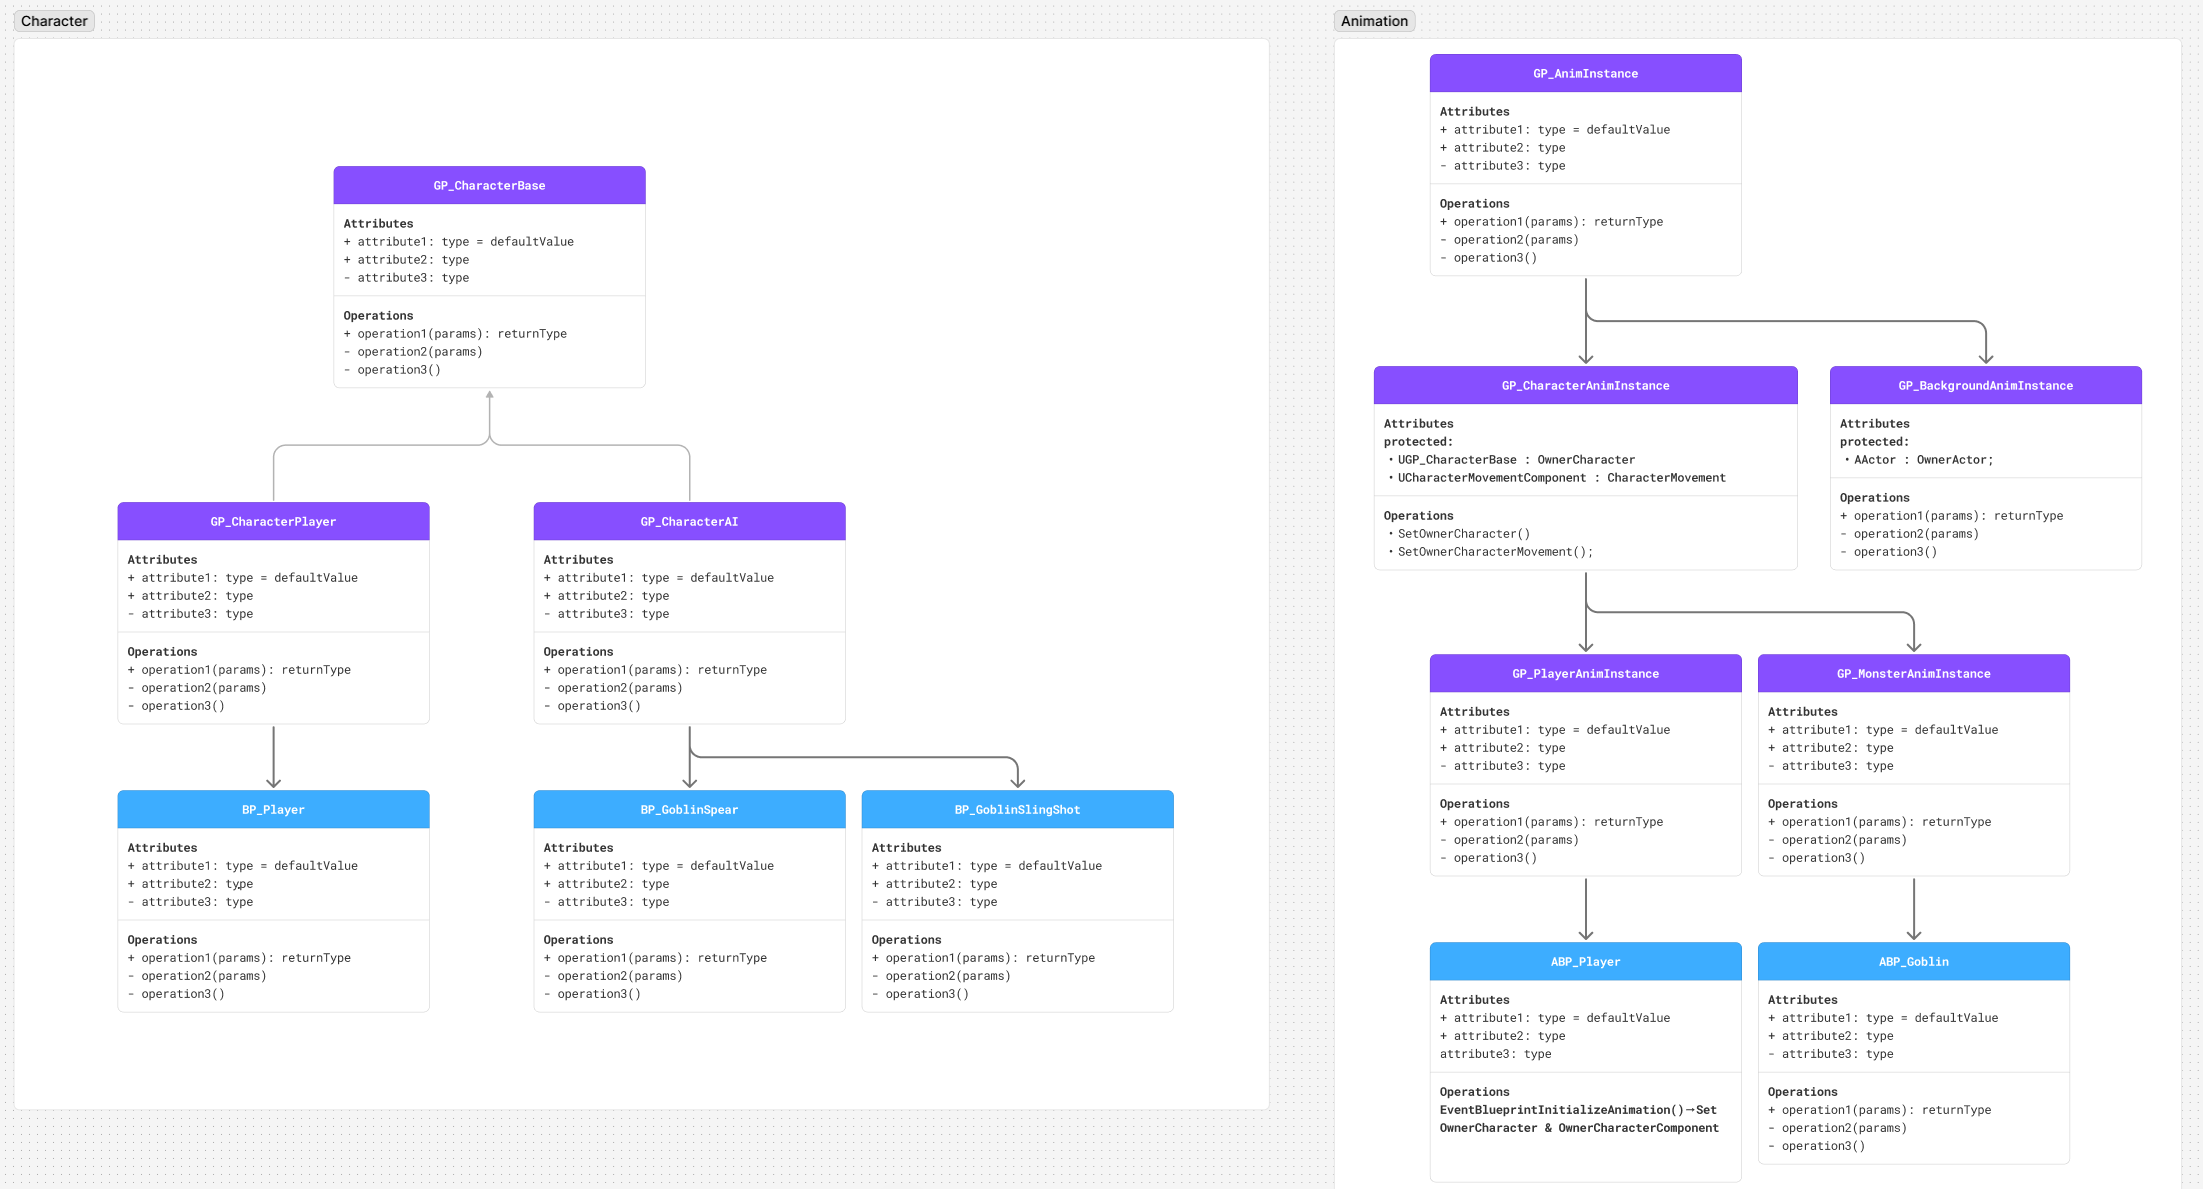 Character
GP_CharacterBase
Attributes
+ attribute1: type = defaultValue
+ attribute2: type
- attribute3: type
Operations
+ operation1(params): returnType
- operation2(params)
- operation3()
GP_CharacterPlayer
Attributes
+ attribute1: type = defaultValue
+ attribute2: type
- attribute3: type
Operations
+ operation1(params): returnType
- operation2(params)
- operation3()
GP_CharacterAI
Attributes
+ attribute1: type = defaultValue
+ attribute2: type
- attribute3: type
Operations
+ operation1(params): returnType
- operation2(params)
- operation3()
BP_Player
Attributes
+ attribute1: type = defaultValue
+ attribute2: type
- attribute3: type
Operations
+ operation1(params): returnType
- operation2(params)
- operation3()
BP_GoblinSpear
Attributes
+ attribute1: type = defaultValue
+ attribute2: type
- attribute3: type
Operations
+ operation1(params): returnType
- operation2(params)
- operation3()
BP_GoblinSlingShot
Attributes
+ attribute1: type = defaultValue
+ attribute2: type
- attribute3: type
Operations
+ operation1(params): returnType
- operation2(params)
- operation3()
Animation
GP_AnimInstance
Attributes
+ attribute1: type = defaultValue
+ attribute2: type
- attribute3: type
Operations
+ operation1(params): returnType
- operation2(params)
- operation3()
GP_CharacterAnimInstance
Attributes
protected:
・UGP_CharacterBase : OwnerCharacter
・UCharacterMovementComponent : CharacterMovement
Operations
・SetOwnerCharacter()
・SetOwnerCharacterMovement();
GP_BackgroundAnimInstance
Attributes
protected:
・AActor : OwnerActor;
Operations
+ operation1(params): returnType
- operation2(params)
- operation3()
GP_PlayerAnimInstance
Attributes
+ attribute1: type = defaultValue
+ attribute2: type
- attribute3: type
Operations
+ operation1(params): returnType
- operation2(params)
- operation3()
GP_MonsterAnimInstance
Attributes
+ attribute1: type = defaultValue
+ attribute2: type
- attribute3: type
Operations
+ operation1(params): returnType
- operation2(params)
- operation3()
ABP_Player
Attributes
+ attribute1: type = defaultValue
+ attribute2: type
attribute3: type
Operations
EventBlueprintInitializeAnimation()→Set
OwnerCharacter & OwnerCharacterComponent
ABP_Goblin
Attributes
+ attribute1: type = defaultValue
+ attribute2: type
- attribute3: type
Operations
+ operation1(params): returnType
- operation2(params)
- operation3()